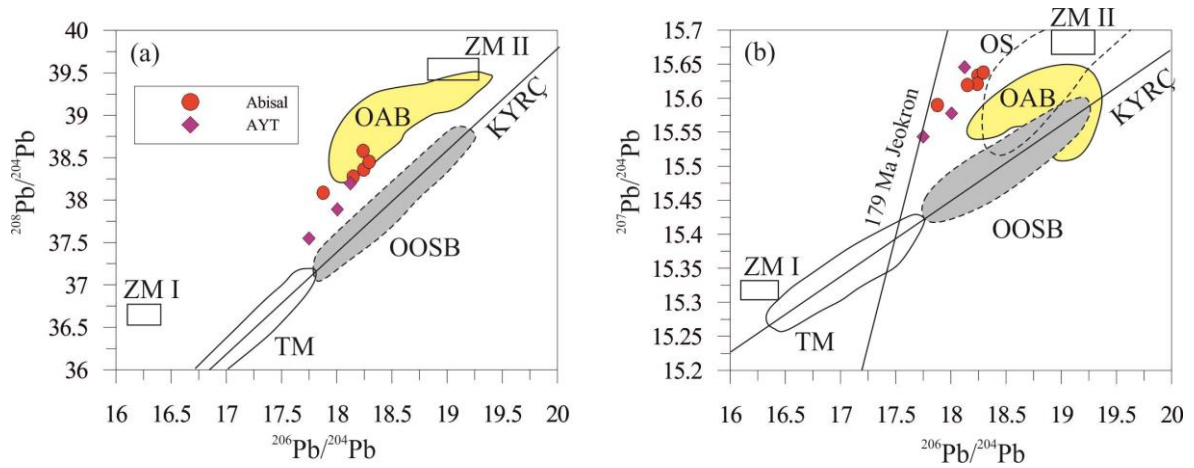 (a)
ZM II
Abisal
AYT
OAB
KYRÇ
OOSB
ZM I
TM
40
39.5
39
38.5
38
37.5
37
36.5
36
²⁰⁸Pb/²⁰⁴Pb
16 16.5 17 17.5 18 18.5 19 19.5 20
²⁰⁶Pb/²⁰⁴Pb
(b)
ZM II
OS
OAB
KYRÇ
179 Ma Jeokron
OOSB
ZM I
TM
15.7
15.65
15.6
15.55
15.5
15.4
15.35
15.3
15.25
15.2
²⁰⁷Pb/²⁰⁴Pb
16 16.5 17 17.5 18 18.5 19 19.5 20
²⁰⁶Pb/²⁰⁴Pb